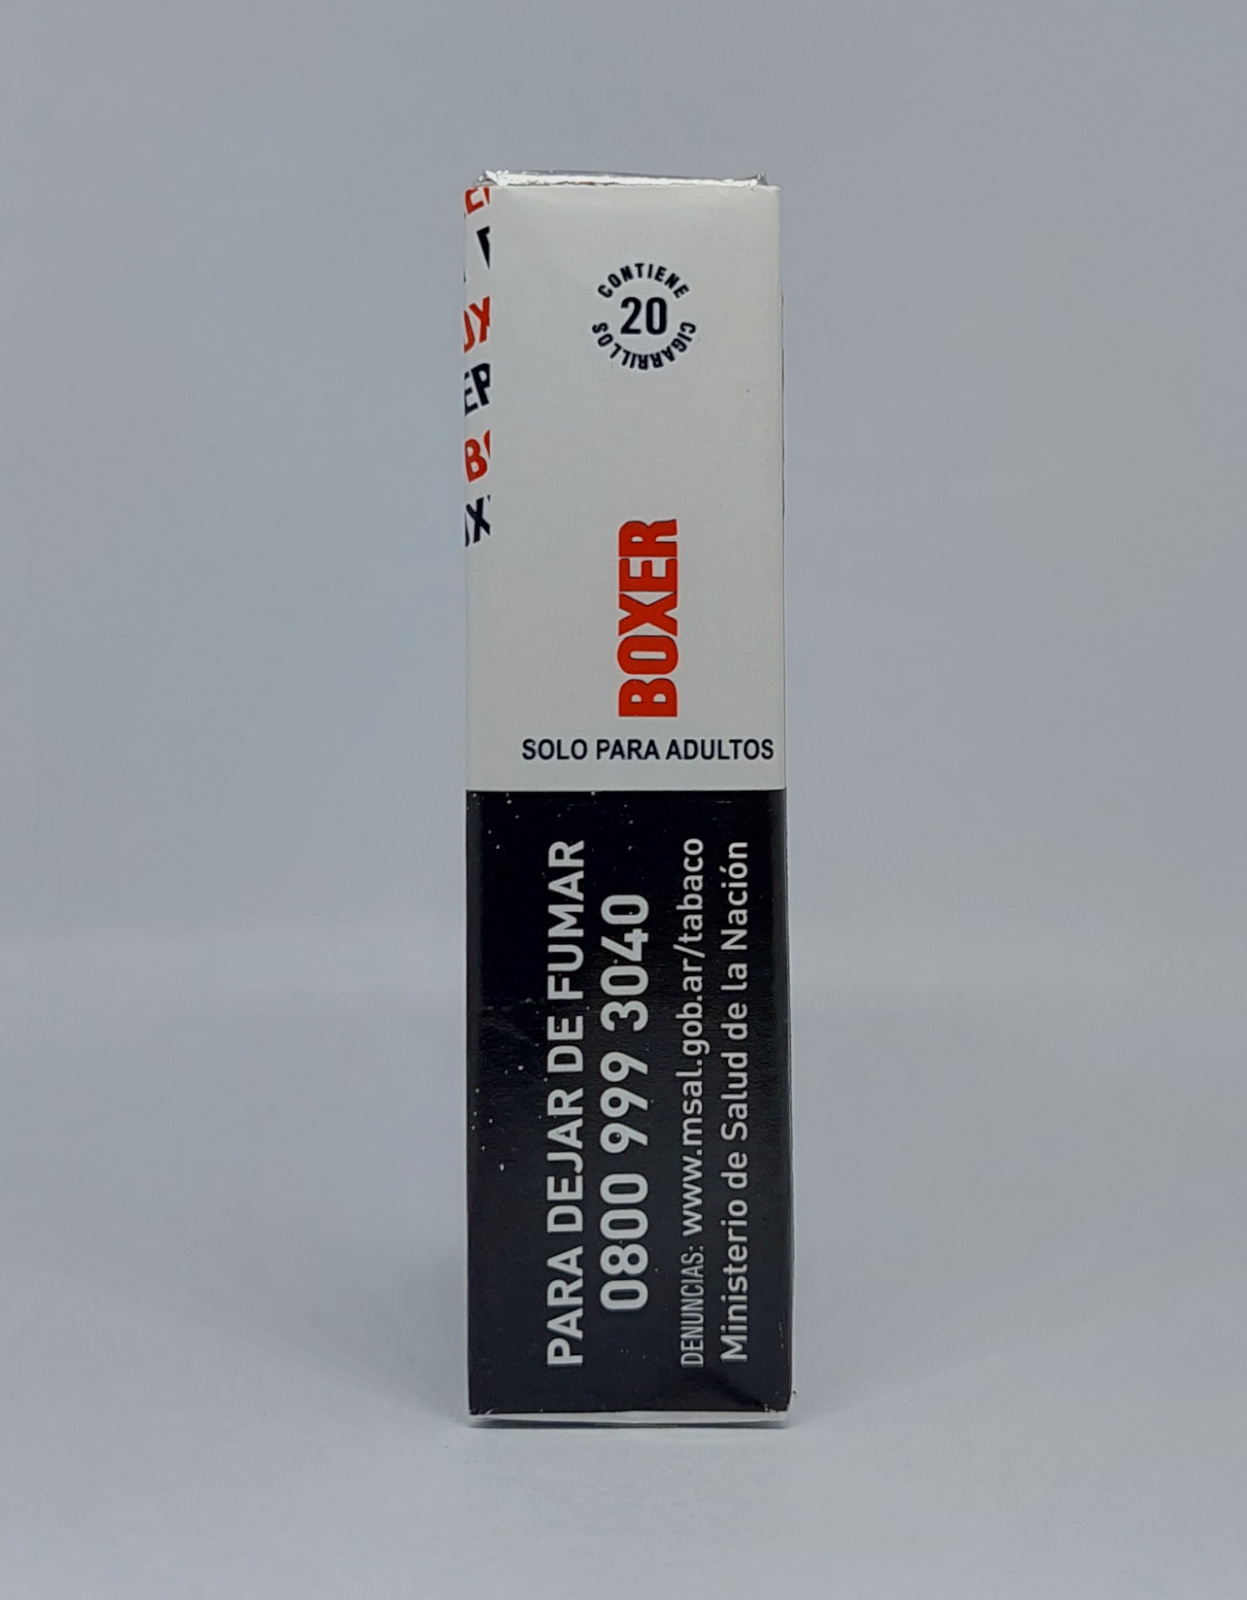 CONTIENE
20
CIGARRILLOS
BOXER
SOLO PARA ADULTOS
PARA DEJAR DE FUMAR
0800 999 3040
DENUNCIAS: www.msal.gob.ar/tabaco
Ministerio de Salud de la Nación